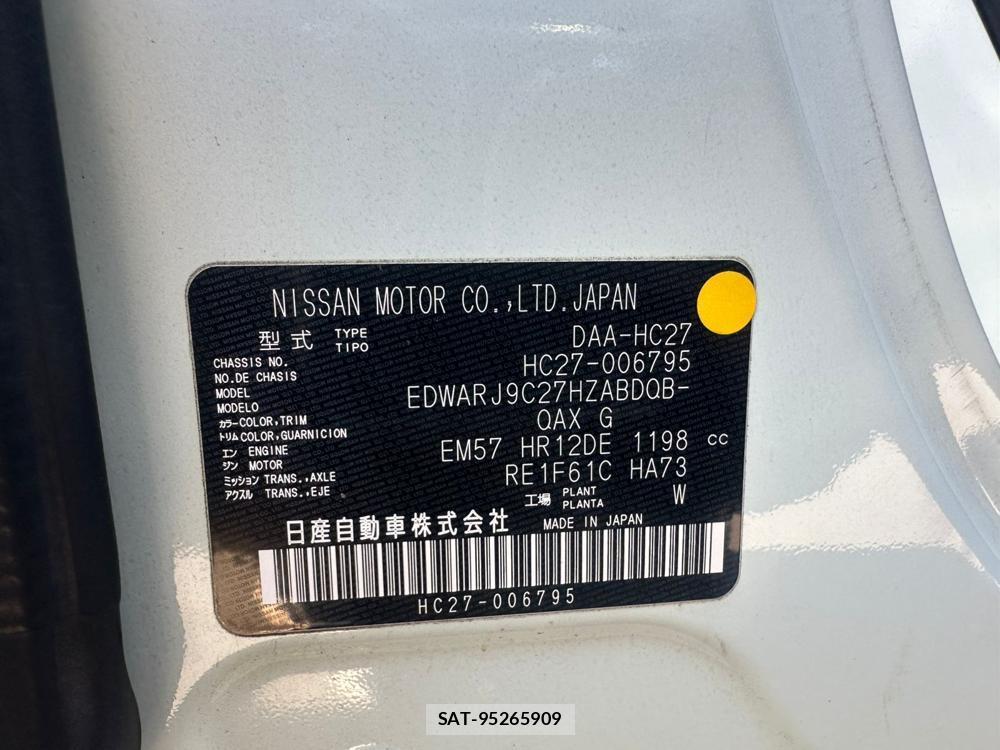 NISSAN MOTOR CO.,LTD.JAPAN
型式 TYPE TIPO DAA-HC27
CHASSIS NO. NO.DE CHASIS HC27-006795
MODEL MODELO EDWARJ9C27HZABDQB-
カラー COLOR,TRIM トリム COLOR,GUARNICION QAX G
エンジン ENGINE MOTOR EM57 HR12DE 1198 cc
ミッション TRANS.,AXLE アクスル TRANS.,EJE RE1F61C HA73
工場 PLANT PLANTA W
日産自動車株式会社 MADE IN JAPAN
HC27-006795
SAT-95265909